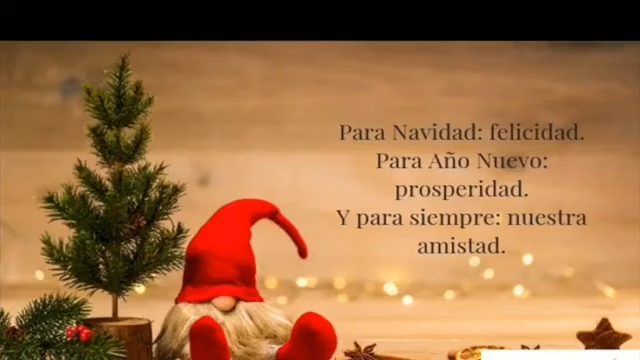 Para Navidad: felicidad.
Para Año Nuevo:
prosperidad.
Y para siempre: nuestra
amistad.